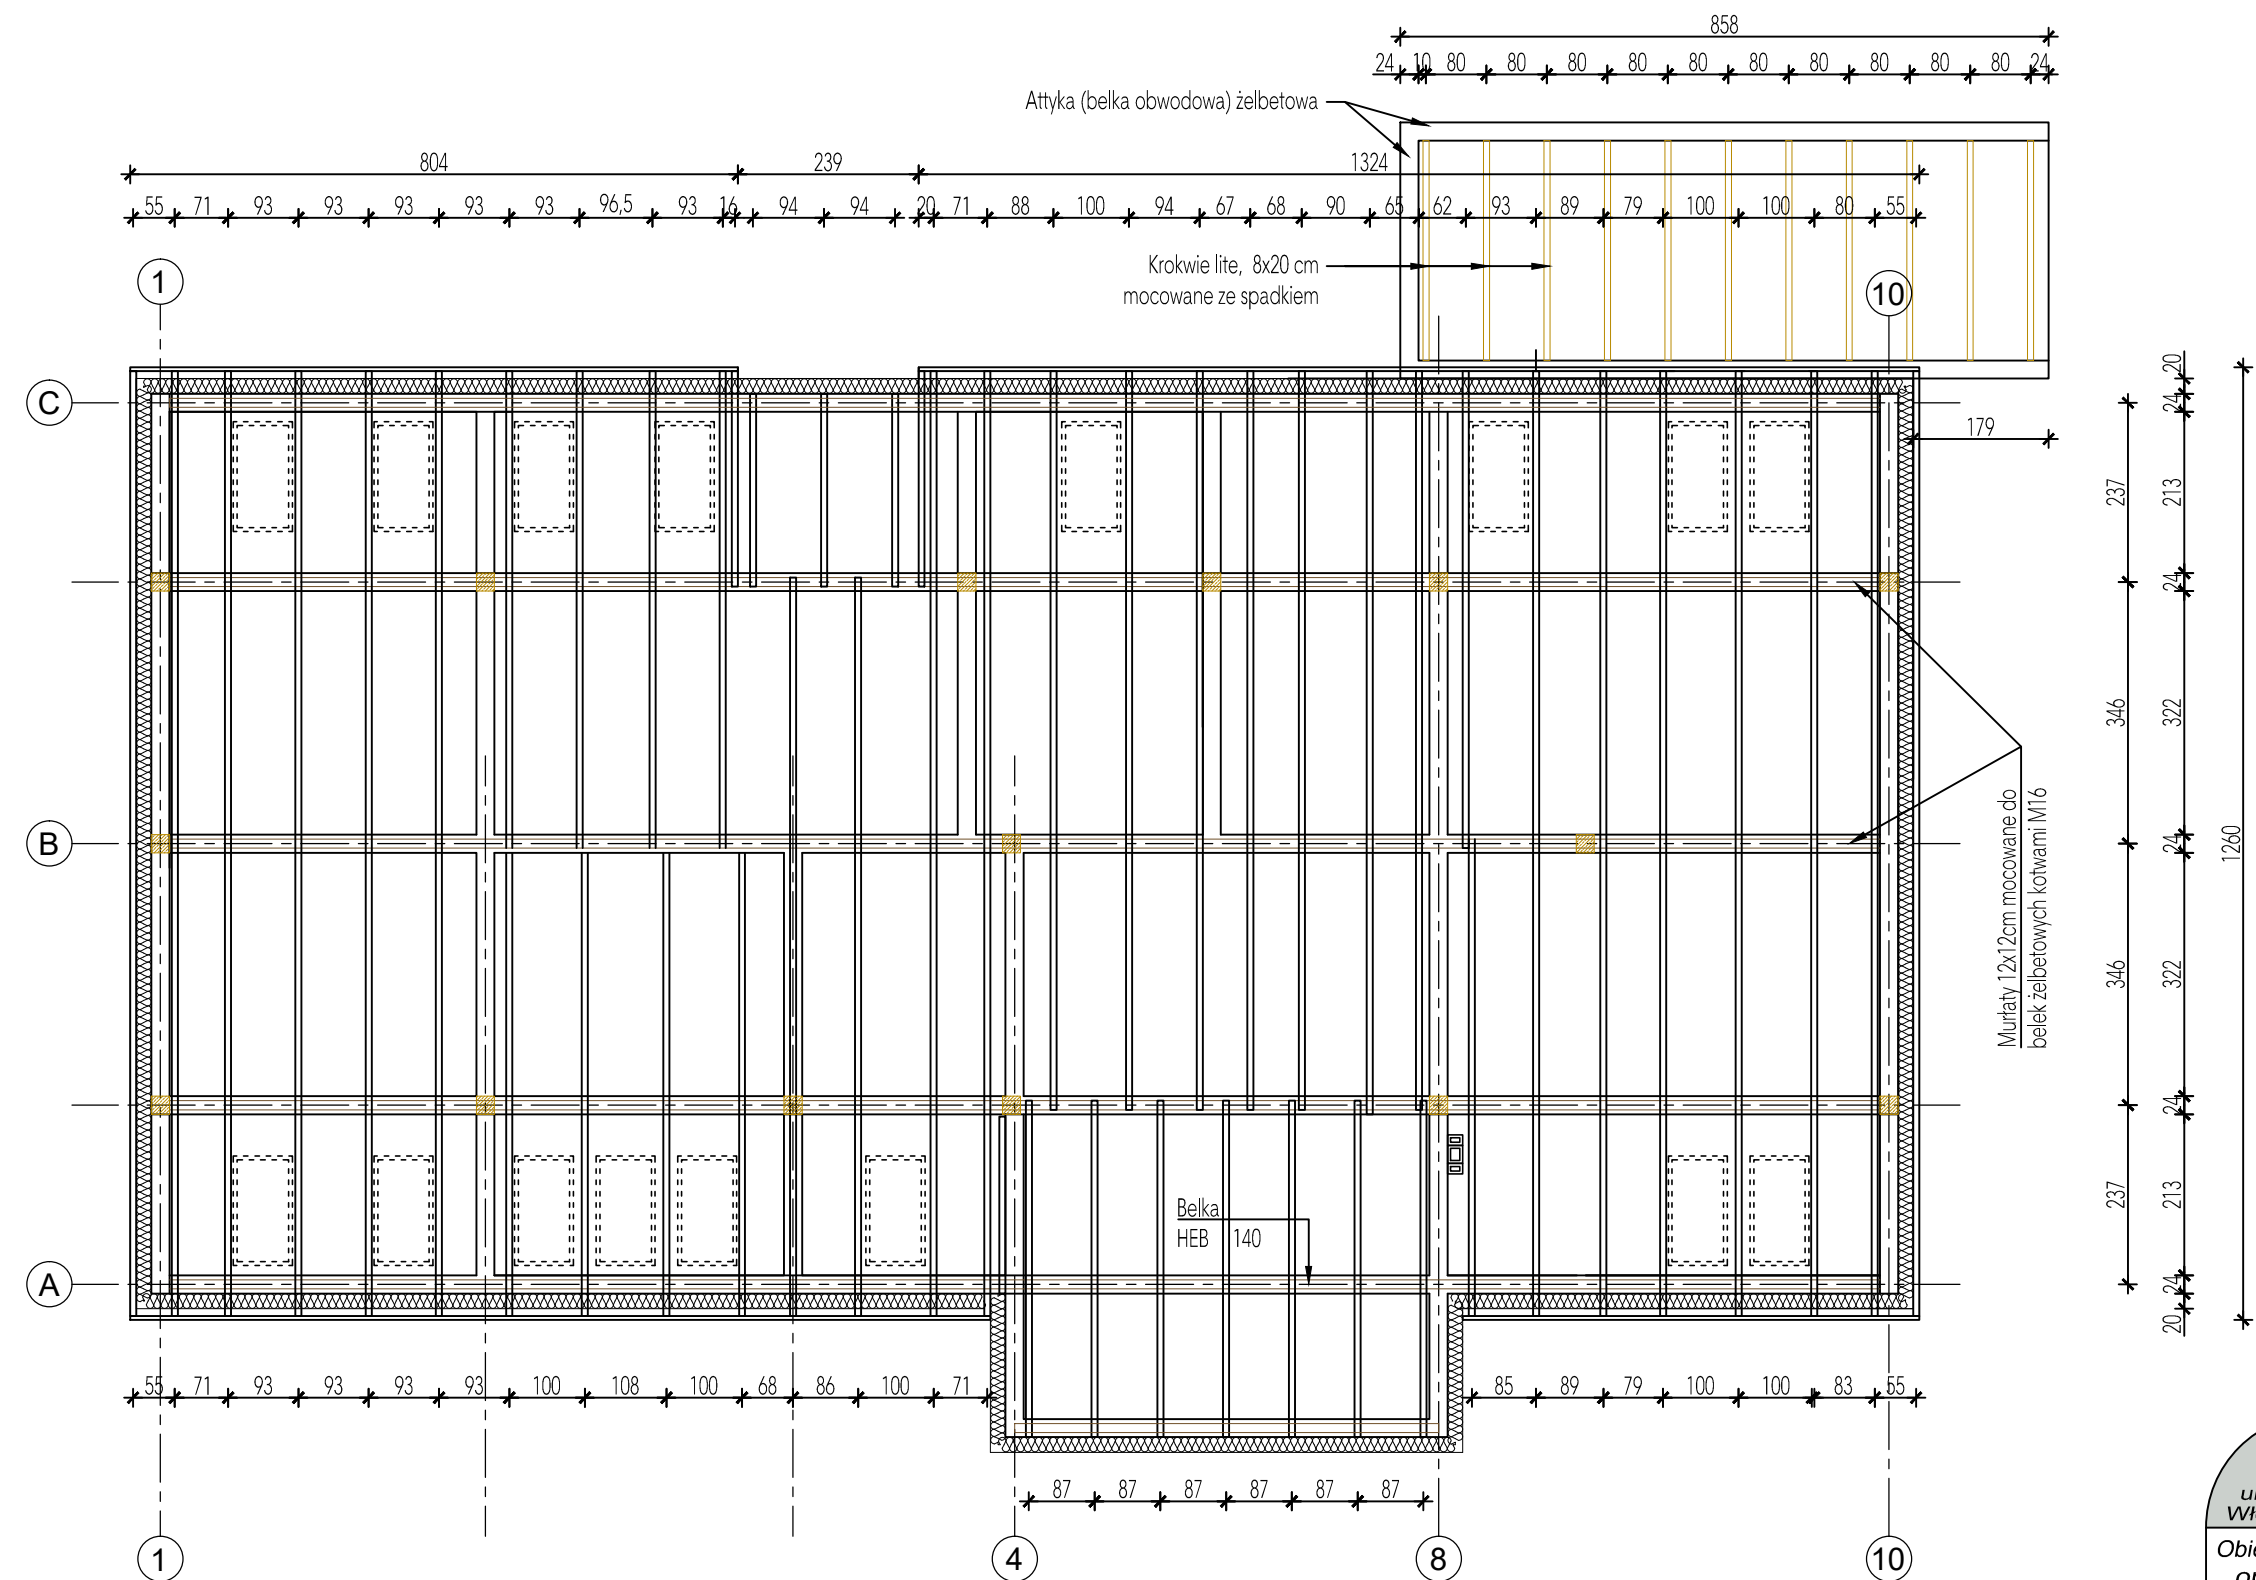 858
24 10 80 80 80 80 80 80 80 80 80 80 24
Attyka (belka obwodowa) żelbetowa
804 239 1324
55 71 93 93 93 93 93 96,5 93 16 94 94 20 71 88 100 94 67 68 90 65 62 93 89 79 100 100 80 55
Krokwie lite, 8x20 cm
mocowane ze spadkiem
1
10
C
179
20
24
237
213
24
346
322
B
24
1260
Murłaty 12x12cm mocowane do
belek żelbetowych kotwami M16
346
322
24
237
213
Belka
HEB 140
A
24
20
55 71 93 93 93 93 100 108 100 68 86 100 71
85 89 79 100 100 83 55
87 87 87 87 87 87
1
4
8
10